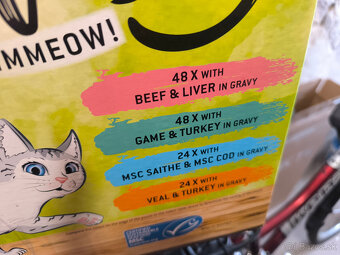 MMEOW!
48 X WITH
BEEF & LIVER IN GRAVY
48 X WITH
GAME & TURKEY IN GRAVY
24 X WITH
MSC SAITHE & MSC COD IN GRAVY
24 X WITH
VEAL & TURKEY IN GRAVY